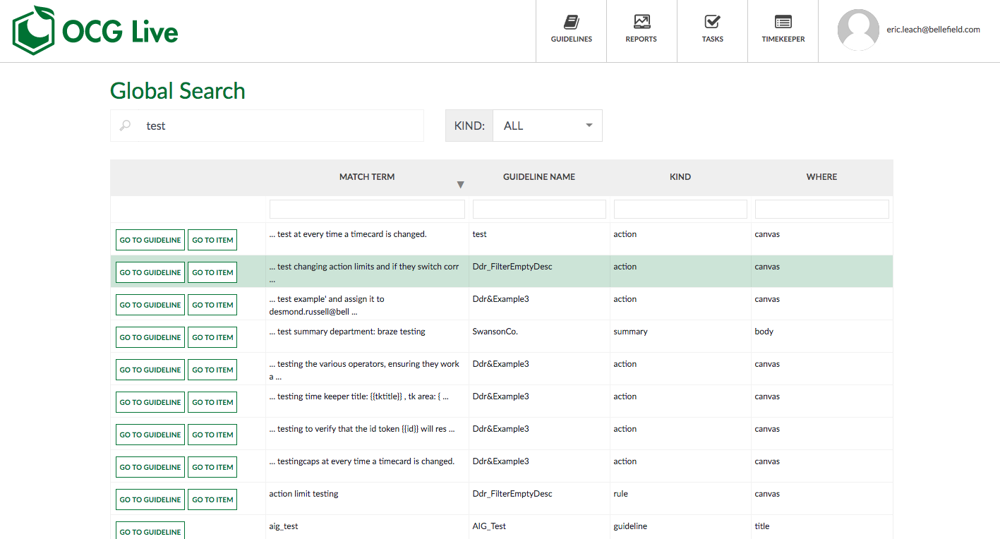 OCG Live
GUIDELINES
REPORTS
TASKS
TIMEKEEPER
eric.leach@bellefield.com
Global Search
test
KIND: ALL
MATCH TERM GUIDELINE NAME KIND WHERE
GO TO GUIDELINE GO TO ITEM ... test at every time a timecard is changed. test action canvas
GO TO GUIDELINE GO TO ITEM ... test changing action limits and if they switch corr Ddr_FilterEmptyDesc action canvas
...
GO TO GUIDELINE GO TO ITEM ... test example' and assign it to Ddr&Example3 action canvas
desmond.russell@bell ...
GO TO GUIDELINE GO TO ITEM ... test summary department: braze testing SwansonCo. summary body
GO TO GUIDELINE GO TO ITEM ... testing the various operators, ensuring they work Ddr&Example3 action canvas
a ...
GO TO GUIDELINE GO TO ITEM ... testing time keeper title: {{tktitle}} , tk area: { ... Ddr&Example3 action canvas
GO TO GUIDELINE GO TO ITEM ... testing to verify that the id token {{id}} will res ... Ddr&Example3 action canvas
GO TO GUIDELINE GO TO ITEM ... testingcaps at every time a timecard is changed. Ddr&Example3 action canvas
GO TO GUIDELINE GO TO ITEM action limit testing Ddr_FilterEmptyDesc rule canvas
GO TO GUIDELINE aig_test AIG_Test guideline title